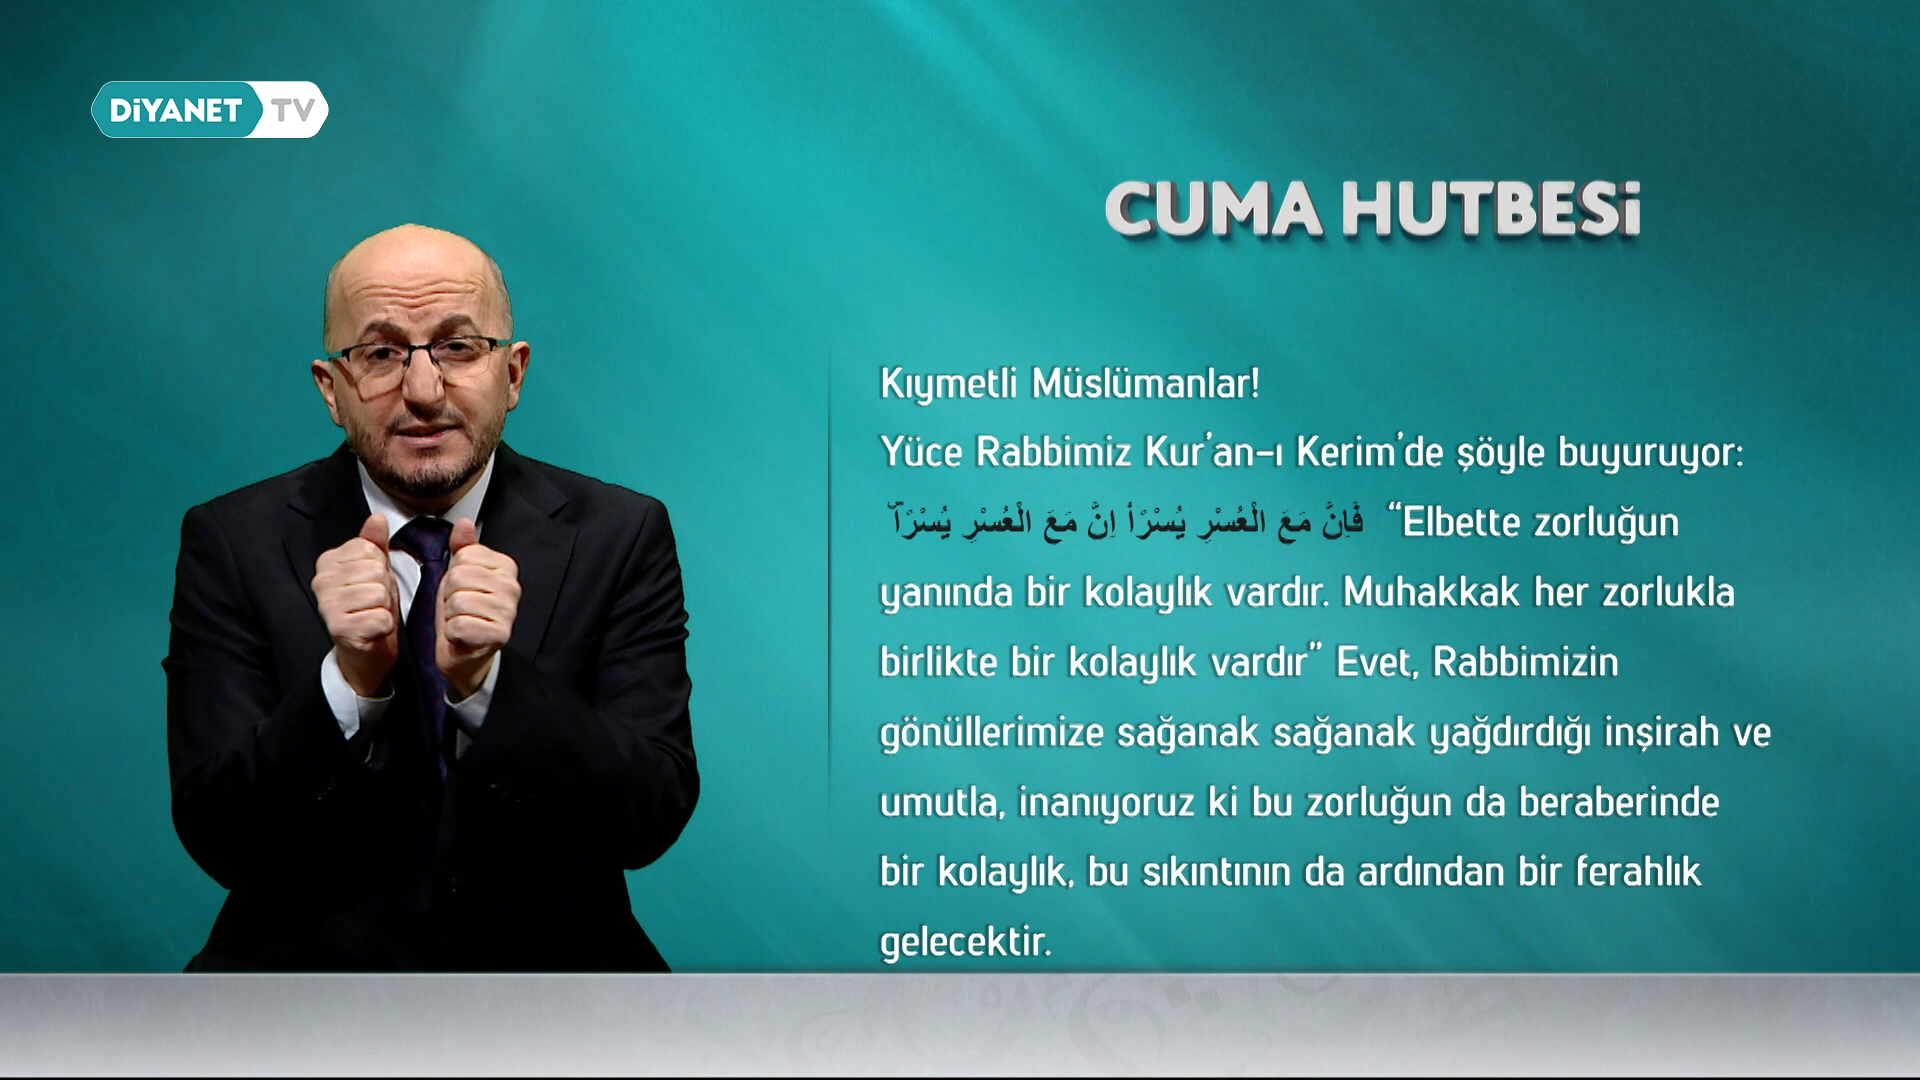 DiYANET TV
CUMA HUTBESi
Kıymetli Müslümanlar!
Yüce Rabbimiz Kur’an-ı Kerim’de şöyle buyuruyor:
فَاِنَّ مَعَ الْعُسْرِ يُسْرًاۙ اِنَّ مَعَ الْعُسْرِ يُسْرًاۜ “Elbette zorluğun
yanında bir kolaylık vardır. Muhakkak her zorlukla
birlikte bir kolaylık vardır” Evet, Rabbimizin
gönüllerimize sağanak sağanak yağdırdığı inşirah ve
umutla, inanıyoruz ki bu zorluğun da beraberinde
bir kolaylık, bu sıkıntının da ardından bir ferahlık
gelecektir.